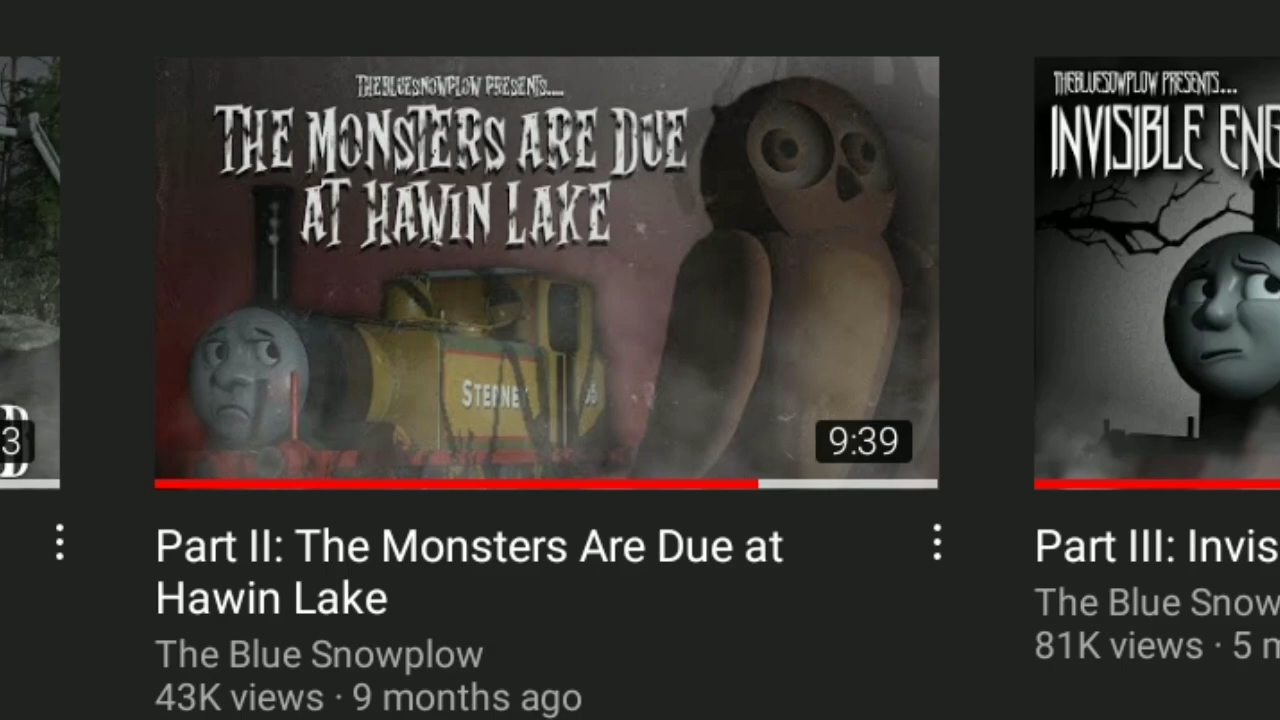 THEBLUESNOWPLOW PRESENTS....
THE MONSTERS ARE DUE
AT HAWIN LAKE
9:39
Part II: The Monsters Are Due at
Hawin Lake
The Blue Snowplow
43K views · 9 months ago
THEBLUESOWPLOW PRESENTS...
INVISIBLE ENG
Part III: Invis
The Blue Snow
81K views · 5 m
3